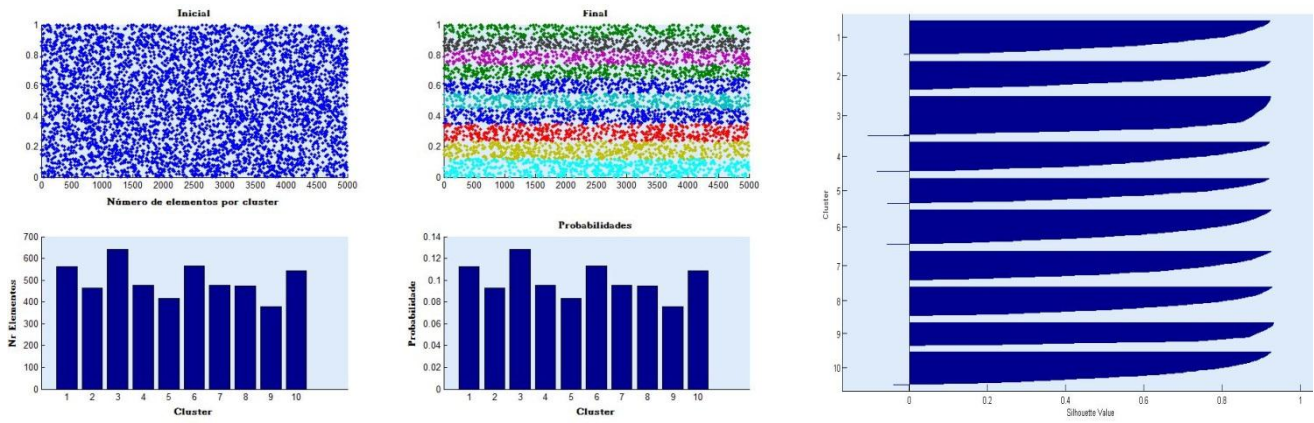 Inicial
1
0.8
0.6
0.4
0.2
0
0 500 1000 1500 2000 2500 3000 3500 4000 4500 5000
Número de elementos por cluster
Final
1
0.8
0.6
0.4
0.2
0
0 500 1000 1500 2000 2500 3000 3500 4000 4500 5000
700
600
500
400
300
200
100
0
Nr Elementos
1 2 3 4 5 6 7 8 9 10
Cluster
Probabilidades
0.14
0.12
0.1
0.08
0.06
0.04
0.02
0
Probabilidade
1 2 3 4 5 6 7 8 9 10
Cluster
1
2
3
4
5
6
7
8
9
10
Cluster
0 0.2 0.4 0.6 0.8 1
Silhouette Value